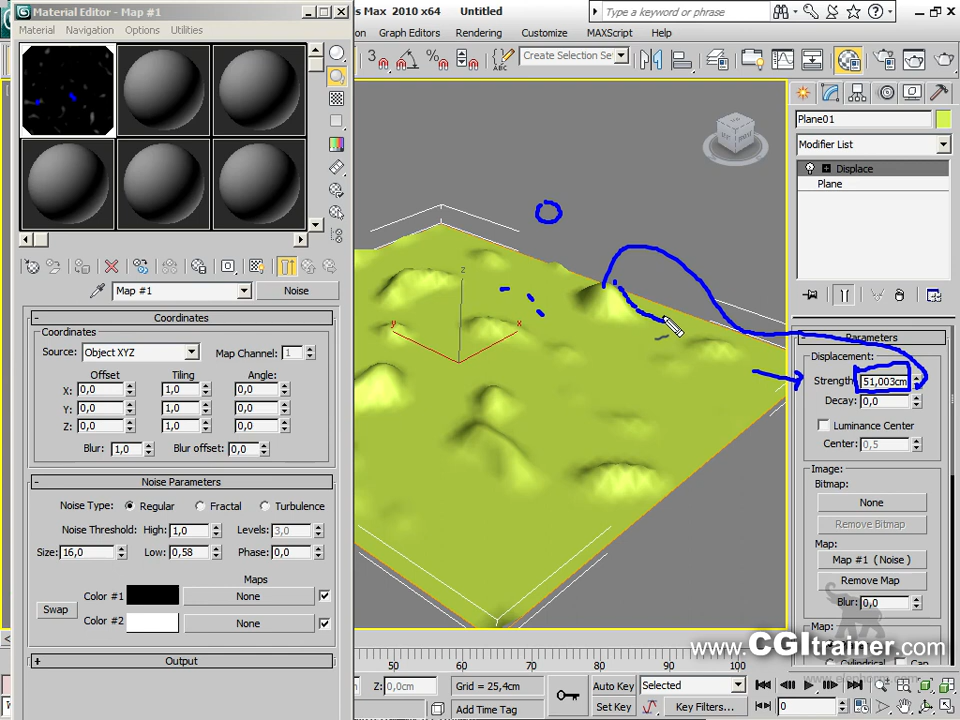 Material Editor - Map #1
s Max 2010 x64 Untitled
Type a keyword or phrase
Material Navigation Options Utilities
on Graph Editors Rendering Customize MAXScript Help
3 % ABC Create Selection Se
Plane01
Modifier List
Displace
Plane
z
y
x
Map #1 Noise
Coordinates
Coordinates
Source: Object XYZ Map Channel: 1
Offset Tiling Angle:
X: 0,0 1,0 0,0
Y: 0,0 1,0 0,0
Z: 0,0 1,0 0,0
Blur: 1,0 Blur offset: 0,0
Noise Parameters
Noise Type: Regular Fractal Turbulence
Noise Threshold: High: 1,0 Levels: 3,0
Size: 16,0 Low: 0,58 Phase: 0,0
Maps
Color #1 None
Swap
Color #2 None
Output
Parameters
Displacement:
Strength: 51,003cm
Decay: 0,0
Luminance Center
Center: 0,5
Image:
Bitmap:
None
Remove Bitmap
Map:
Map #1 ( Noise )
Remove Map
Blur: 0,0
Map:
Cylindrical Cap
www.CGItrainer.com
50 60 70 80 90 100
Z: 0,0cm Grid = 25,4cm Auto Key Selected
Add Time Tag Set Key Key Filters... 0